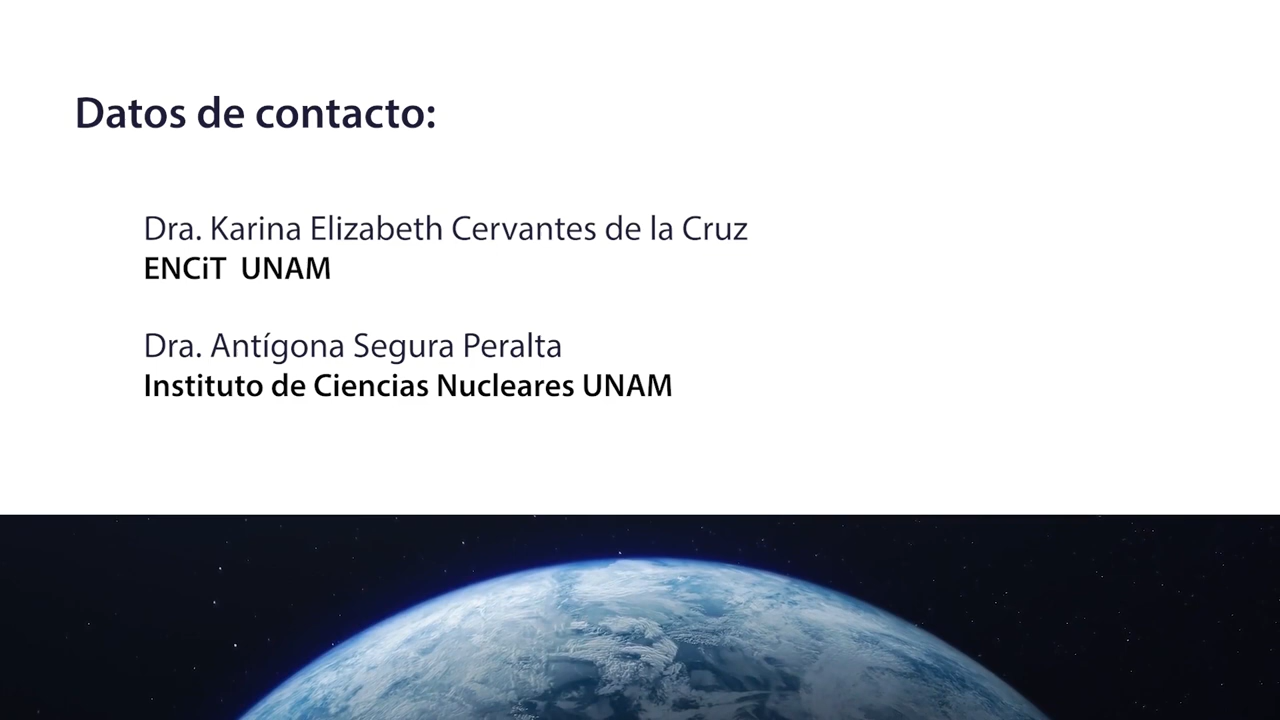 Datos de contacto:
Dra. Karina Elizabeth Cervantes de la Cruz
ENCiT UNAM
Dra. Antígona Segura Peralta
Instituto de Ciencias Nucleares UNAM